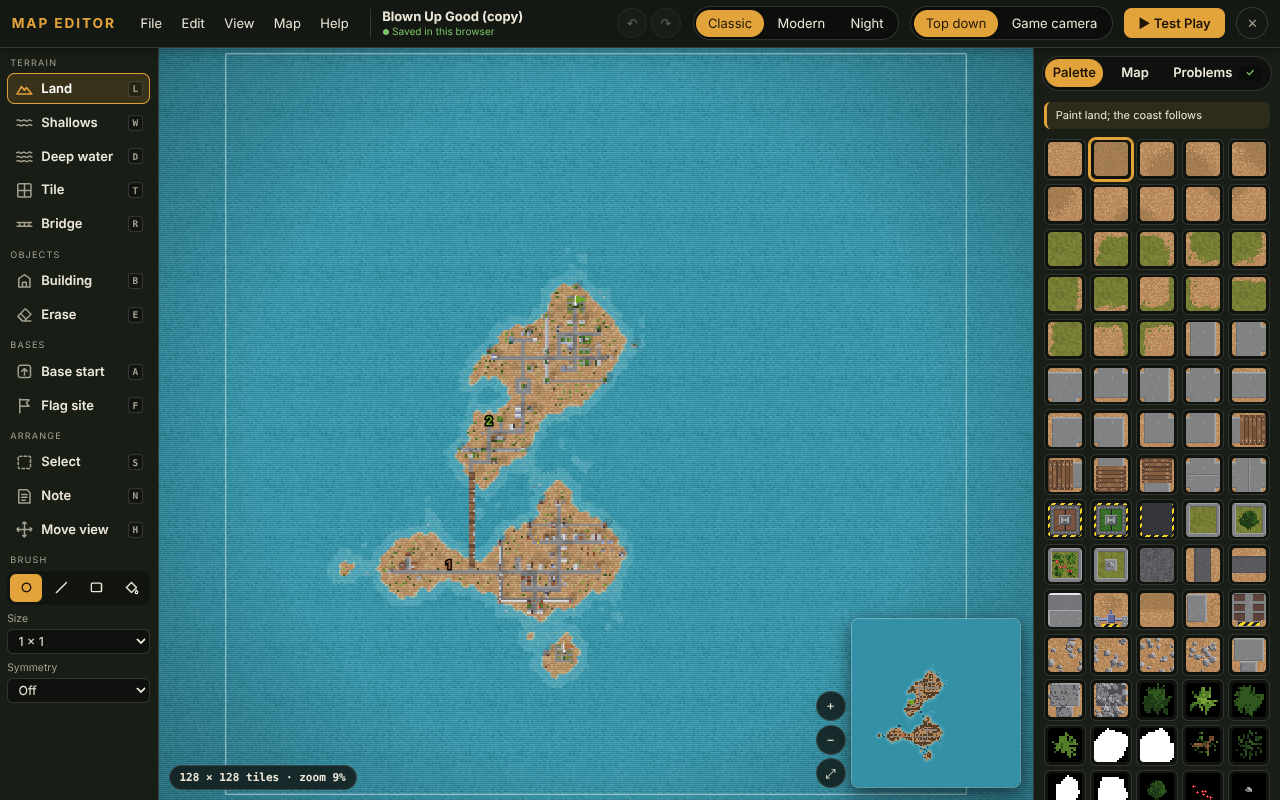 MAP EDITOR
File
Edit
View
Map
Help
Blown Up Good (copy)
Saved in this browser
Classic
Modern
Night
Top down
Game camera
Test Play
TERRAIN
Land L
Shallows W
Deep water D
Tile T
Bridge R
OBJECTS
Building B
Erase E
BASES
Base start A
Flag site F
ARRANGE
Select S
Note N
Move view H
BRUSH
Size
1 × 1
Symmetry
Off
2
1
128 × 128 tiles · zoom 9%
Palette
Map
Problems
Paint land; the coast follows